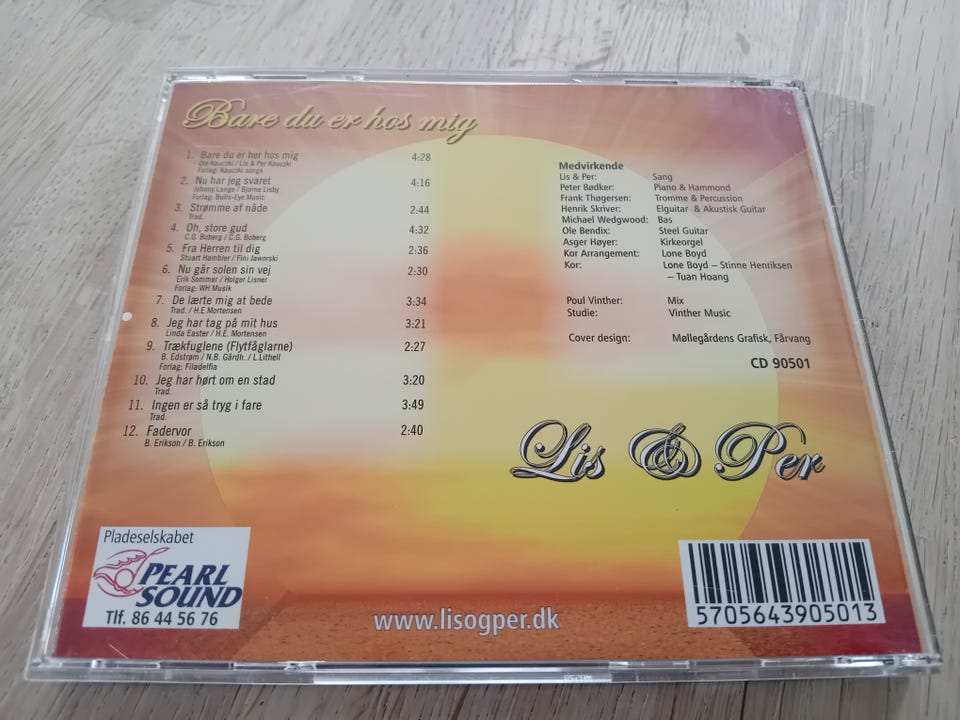 Bare du er hos mig
1. Bare du er her hos mig 4:28
Ole Kauczki / Lis & Per Kauczki
Forlag: Kauczki songs
2. Nu har jeg svaret 4:16
Johnny Lange / Bjarne Lisby
Forlag: Bulls-Eye Music
3. Strømme af nåde 2:44
Trad.
4. Oh, store gud 4:32
C.G. Boberg / C.G. Boberg
5. Fra Herren til dig 2:36
Stuart Hambler / Fini Jaworski
6. Nu går solen sin vej 2:30
Erik Sommer / Holger Lisner
Forlag: WH Musik
7. De lærte mig at bede 3:34
Trad. / H.E Mortensen
8. Jeg har tag på mit hus 3:21
Linda Easter / H.E. Mortensen
9. Trækfuglene (Flytfåglarne) 2:27
B. Edstrøm / N.B. Gårdh. / L.Lithell
Forlag: Filadelfia
10. Jeg har hørt om en stad 3:20
Trad.
11. Ingen er så tryg i fare 3:49
Trad.
12. Fadervor 2:40
B. Erikson / B. Erikson
Medvirkende
Lis & Per: Sang
Peter Bødker: Piano & Hammond
Frank Thøgersen: Tromme & Percussion
Henrik Skriver: Elguitar & Akustisk Guitar
Michael Wedgwood: Bas
Ole Bendix: Steel Guitar
Asger Høyer: Kirkeorgel
Kor Arrangement: Lone Boyd
Kor: Lone Boyd – Stinne Henriksen
– Tuan Hoang
Poul Vinther: Mix
Studie: Vinther Music
Cover design: Møllegårdens Grafisk, Fårvang
CD 90501
Lis & Per
Pladeselskabet
PEARL
SOUND
Tlf. 86 44 56 76
www.lisogper.dk
5705643905013